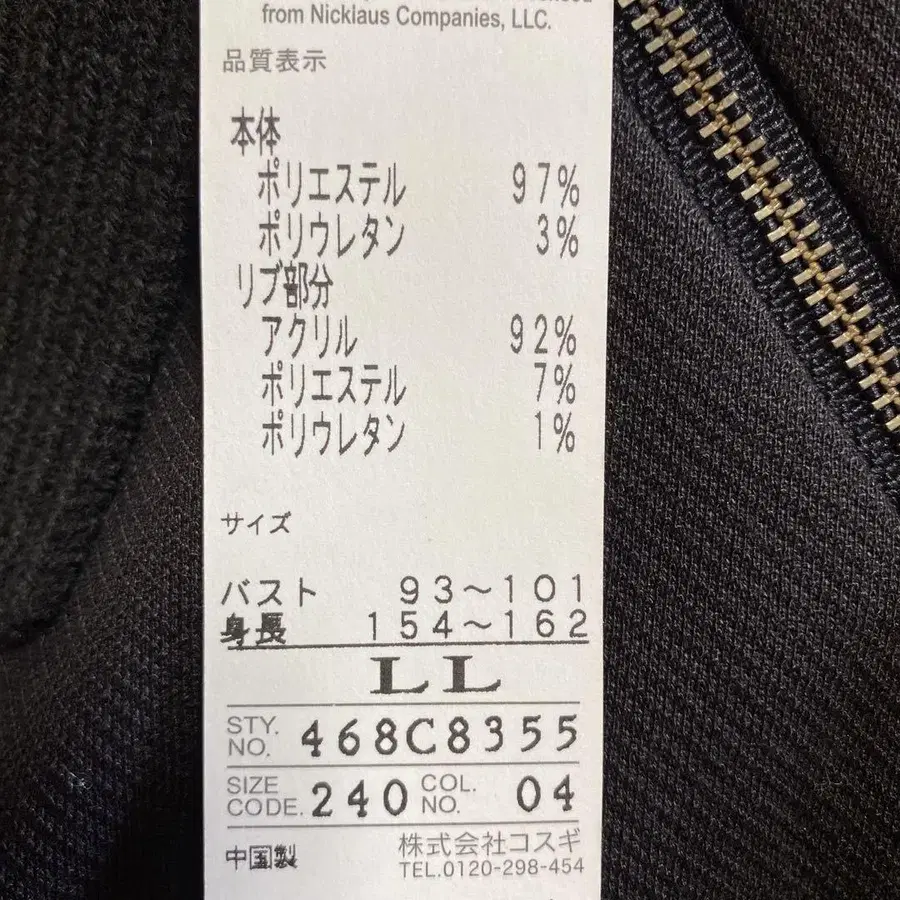 from Nicklaus Companies, LLC.
品質表示
本体
ポリエステル 97%
ポリウレタン 3%
リブ部分
アクリル 92%
ポリエステル 7%
ポリウレタン 1%
サイズ
バスト 93~101
身長 154~162
LL
STY. NO. 468C8355
SIZE CODE. 240 COL. NO. 04
中国製 株式会社コスギ
TEL.0120-298-454